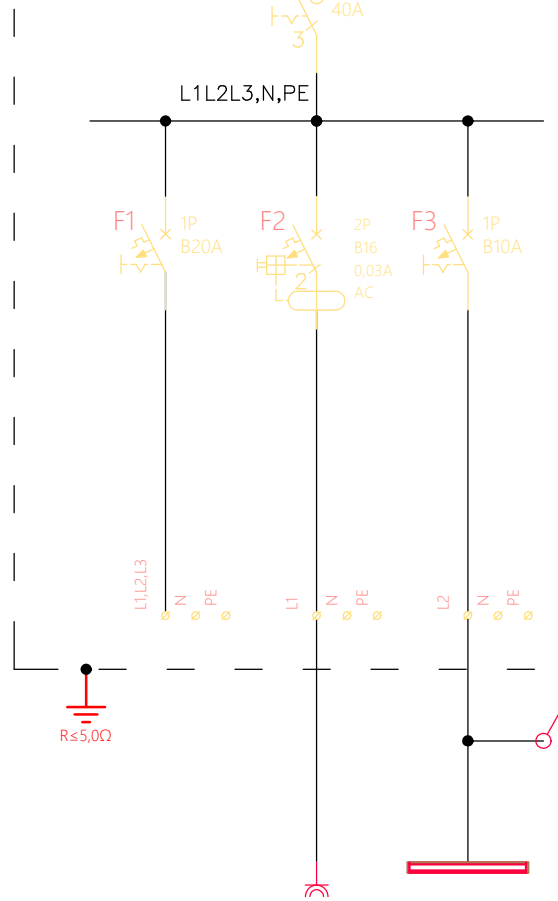 40A
3
L1L2L3,N,PE
F1
1P
B20A
F2
2P
B16
0,03A
AC
2
F3
1P
B10A
L1,L2,L3
N
PE
L1
N
PE
L2
N
PE
R≤5,0Ω